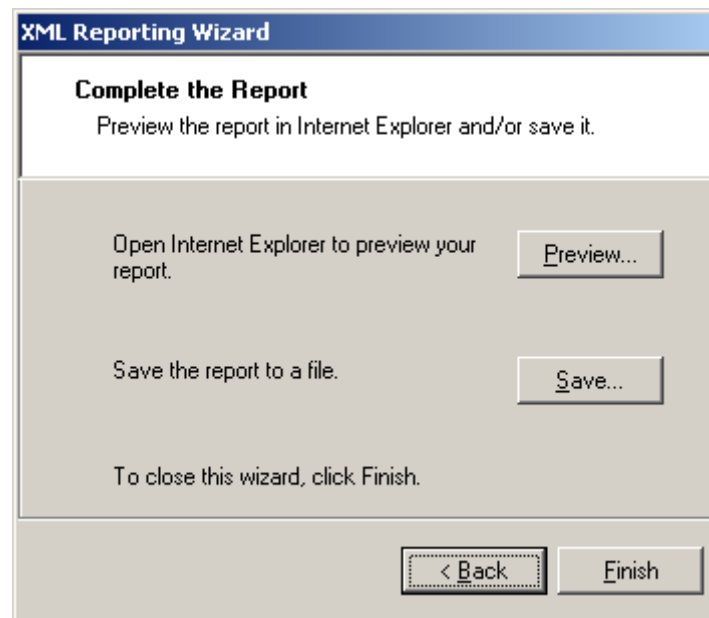 XML Reporting Wizard
Complete the Report
Preview the report in Internet Explorer and/or save it.
Open Internet Explorer to preview your
report.
Preview...
Save the report to a file.
Save...
To close this wizard, click Finish.
< Back
Finish